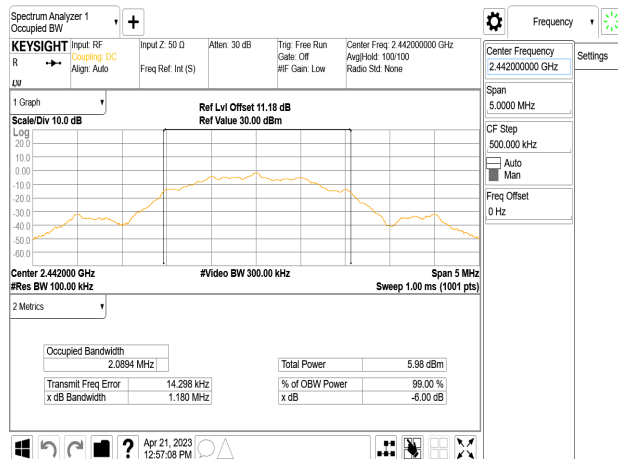 Spectrum Analyzer 1
Occupied BW
Frequency
KEYSIGHT
Input: RF
Coupling: DC
Align: Auto
Input Z: 50 Ω
Freq Ref: Int (S)
Atten: 30 dB
Trig: Free Run
Gate: Off
#IF Gain: Low
Center Freq: 2.442000000 GHz
Avg|Hold: 100/100
Radio Std: None
R
LXI
Center Frequency
2.442000000 GHz
Settings
Span
5.0000 MHz
CF Step
500.000 kHz
Auto
Man
Freq Offset
0 Hz
1 Graph
Ref Lvl Offset 11.18 dB
Scale/Div 10.0 dB
Ref Value 30.00 dBm
Log
20.0
10.00
0.00
-10.0
-20.0
-30.0
-40.0
-50.0
-60.0
Center 2.442000 GHz
#Video BW 300.00 kHz
Span 5 MHz
#Res BW 100.00 kHz
Sweep 1.00 ms (1001 pts)
2 Metrics
Occupied Bandwidth
2.0894 MHz
Total Power 5.98 dBm
Transmit Freq Error 14.298 kHz
% of OBW Power 99.00 %
x dB Bandwidth 1.180 MHz
x dB -6.00 dB
?
Apr 21, 2023
12:57:08 PM